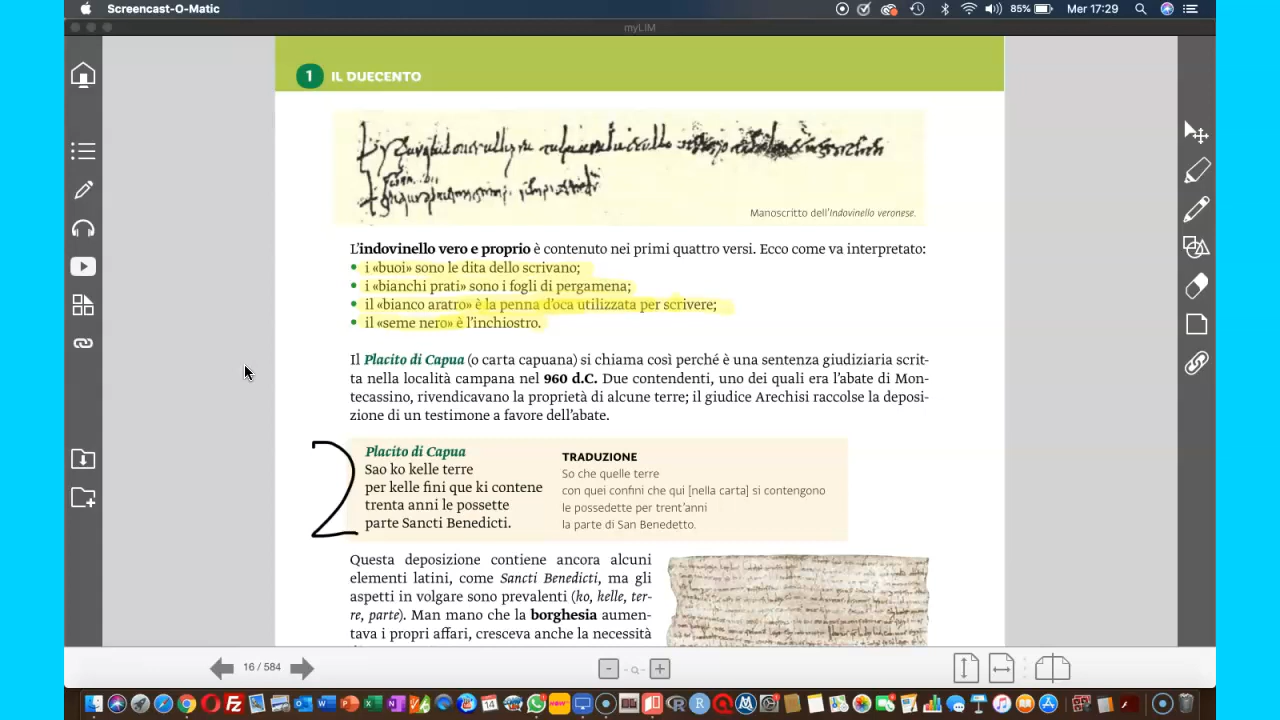 Screencast-O-Matic
85%
Mer 17:29
myLIM
1 IL DUECENTO
Manoscritto dell'Indovinello veronese.
L'indovinello vero e proprio è contenuto nei primi quattro versi. Ecco come va interpretato:
• i «buoi» sono le dita dello scrivano;
• i «bianchi prati» sono i fogli di pergamena;
• il «bianco aratro» è la penna d'oca utilizzata per scrivere;
• il «seme nero» è l'inchiostro.
Il Placito di Capua (o carta capuana) si chiama così perché è una sentenza giudiziaria scrit-
ta nella località campana nel 960 d.C. Due contendenti, uno dei quali era l'abate di Mon-
tecassino, rivendicavano la proprietà di alcune terre; il giudice Arechisi raccolse la deposi-
zione di un testimone a favore dell'abate.
2
Placito di Capua
Sao ko kelle terre
per kelle fini que ki contene
trenta anni le possette
parte Sancti Benedicti.
TRADUZIONE
So che quelle terre
con quei confini che qui [nella carta] si contengono
le possedette per trent'anni
la parte di San Benedetto.
Questa deposizione contiene ancora alcuni
elementi latini, come Sancti Benedicti, ma gli
aspetti in volgare sono prevalenti (ko, kelle, ter-
re, parte). Man mano che la borghesia aumen-
tava i propri affari, cresceva anche la necessità
16 / 584